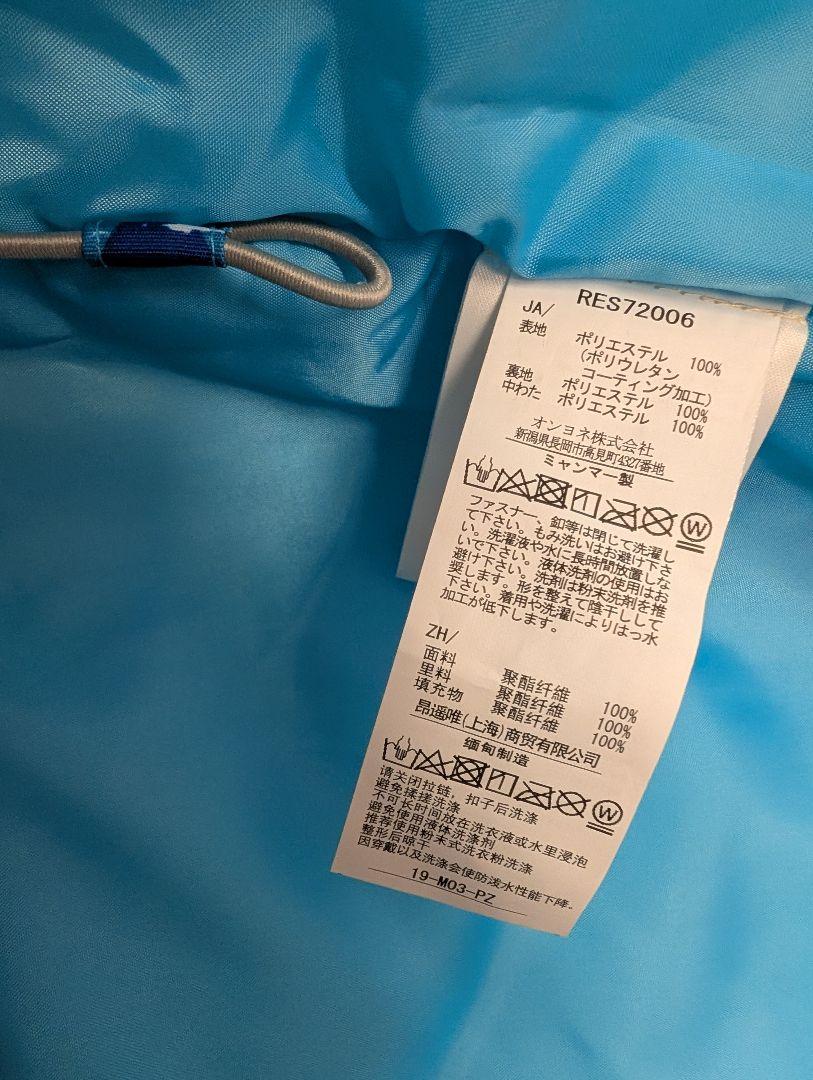 RES72006
JA/
表地 ポリエステル 100%
(ポリウレタン
コーティング加工)
裏地 ポリエステル 100%
中わた ポリエステル 100%
オンヨネ株式会社
新潟県長岡市高見町4327番地
ミャンマー製
W
ファスナー、釦等は閉じて洗濯し
て下さい。もみ洗いはお避け下さ
い。洗濯液や水に長時間放置しな
いで下さい。液体洗剤の使用はお
避け下さい。洗剤は粉末洗剤を推
奨します。形を整えて陰干しして
下さい。着用や洗濯によりはっ水
加工が低下します。
ZH/
面料 聚酯纤維 100%
里料 聚酯纤維 100%
填充物 聚酯纤維 100%
昂遥唯(上海)商贸有限公司
缅甸制造
W
请关闭拉链，扣子后洗涤
避免揉搓洗涤
不可长时间放在洗衣液或水里浸泡
避免使用液体洗涤剂
推荐使用粉末式洗衣粉洗涤
整形后晾干
因穿戴以及洗涤会使防泼水性能下降。
19-M03-PZ